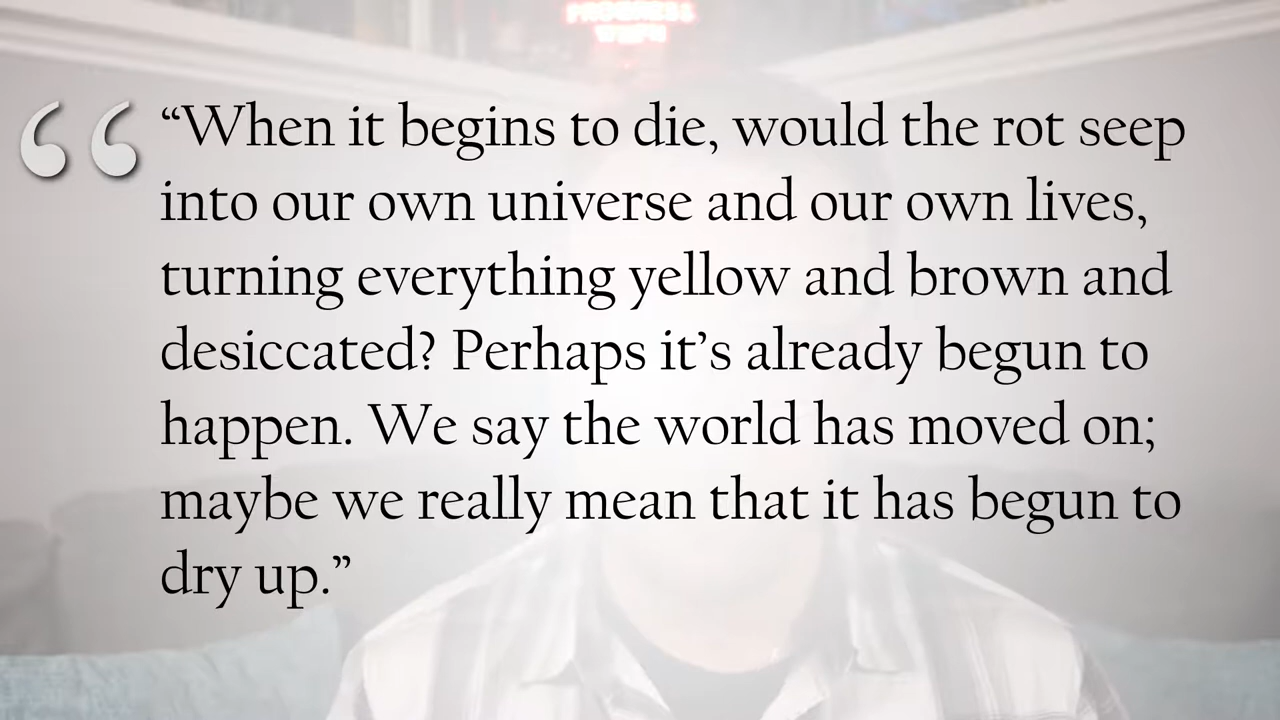 PROGRESS
“When it begins to die, would the rot seep
into our own universe and our own lives,
turning everything yellow and brown and
desiccated? Perhaps it’s already begun to
happen. We say the world has moved on;
maybe we really mean that it has begun to
dry up.”